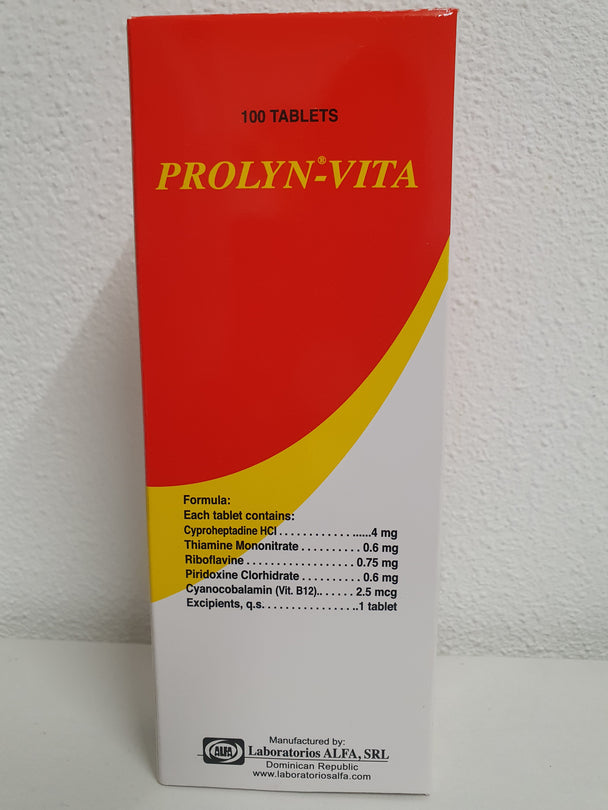 100 TABLETS
PROLYN®-VITA
Formula:
Each tablet contains:
Cyproheptadine HCl . . . . . . . . . . . . . ......4 mg
Thiamine Mononitrate . . . . . . . . . . 0.6 mg
Riboflavine . . . . . . . . . . . . . . . . . . 0.75 mg
Piridoxine Clorhidrate . . . . . . . . . . 0.6 mg
Cyanocobalamin (Vit. B12).. . . . . . 2.5 mcg
Excipients, q.s. . . . . . . . . . . . . . . ..1 tablet
Manufactured by:
ALFA Laboratorios ALFA, SRL
Dominican Republic
www.laboratoriosalfa.com